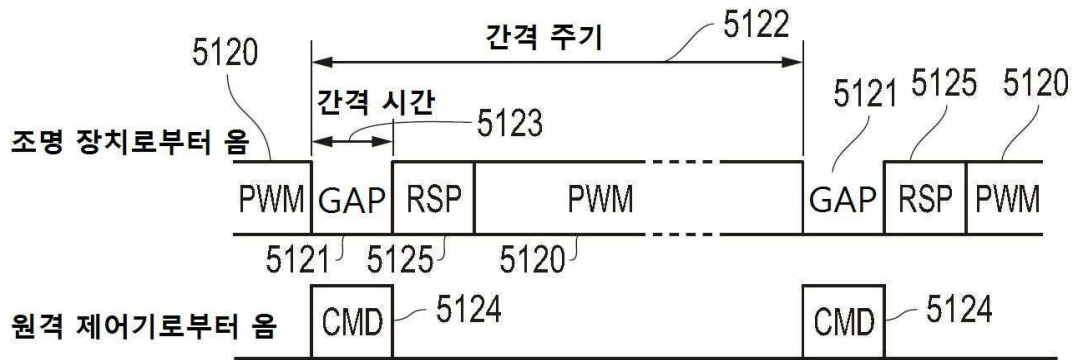 간격 주기 5122
5120
5121 5125 5120
간격 시간
5123
조명 장치로부터 옴
PWM GAP RSP PWM GAP RSP PWM
5121 5125 5120
원격 제어기로부터 옴 CMD 5124 CMD 5124